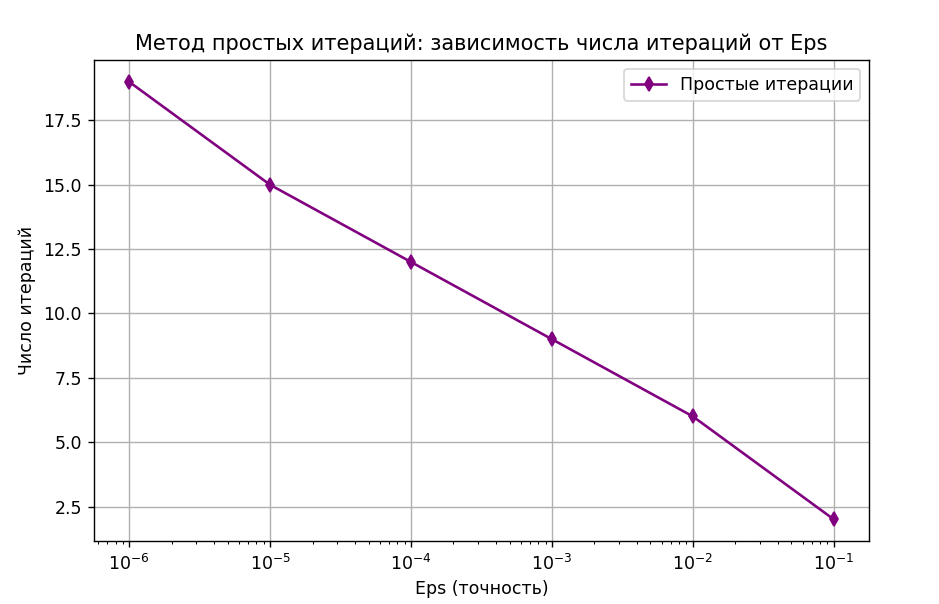 Метод простых итераций: зависимость числа итераций от Eps
Простые итерации
Число итераций
17.5
15.0
12.5
10.0
7.5
5.0
2.5
10⁻⁶ 10⁻⁵ 10⁻⁴ 10⁻³ 10⁻² 10⁻¹
Eps (точность)